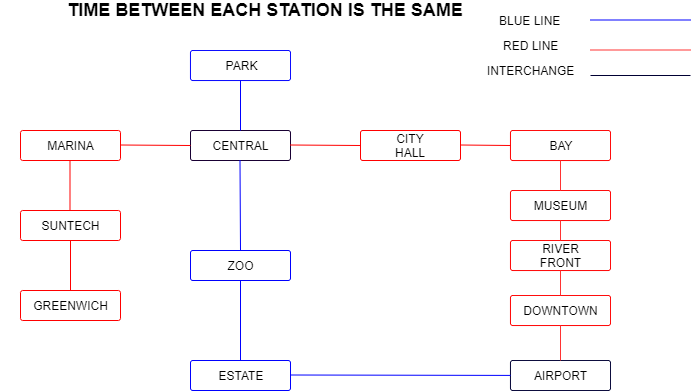 TIME BETWEEN EACH STATION IS THE SAME
BLUE LINE
RED LINE
INTERCHANGE
PARK
MARINA
CENTRAL
CITY
HALL
BAY
SUNTECH
MUSEUM
ZOO
RIVER
FRONT
GREENWICH
DOWNTOWN
ESTATE
AIRPORT